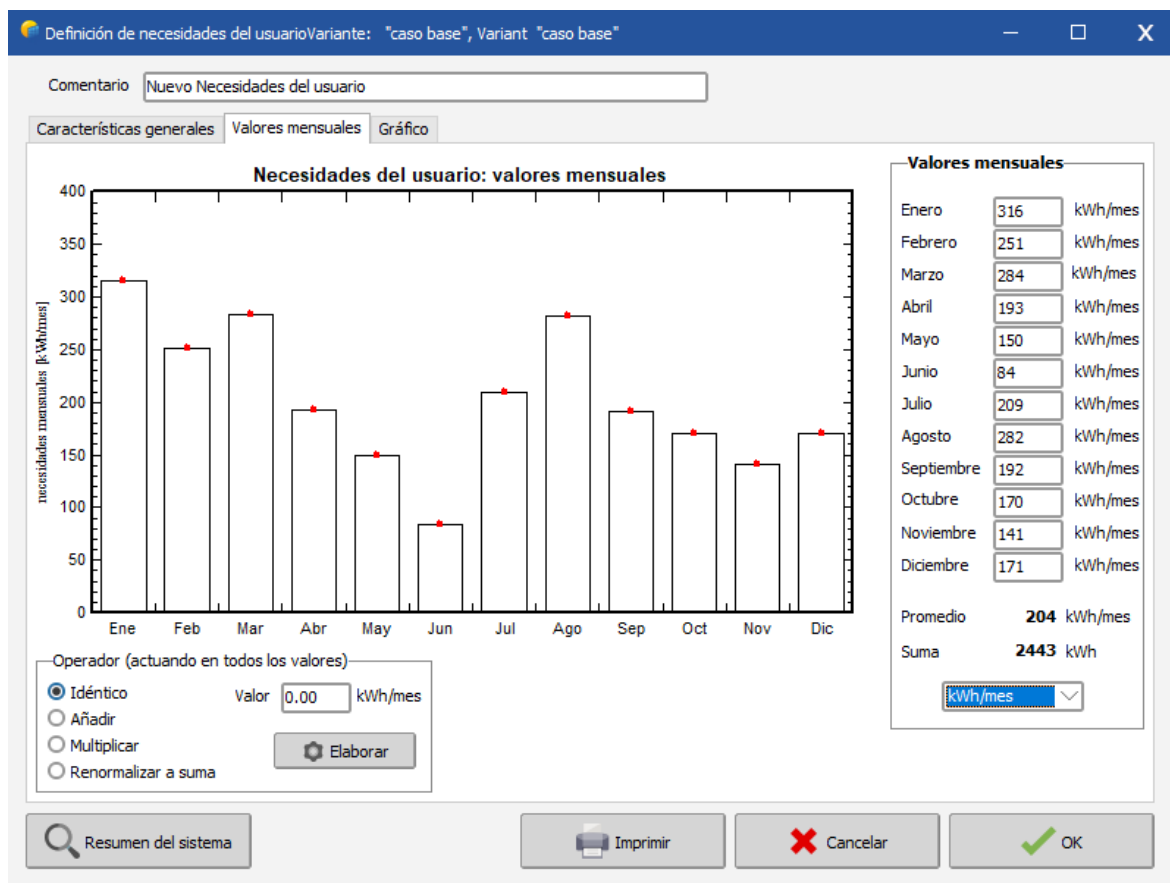 Definición de necesidades del usuarioVariante: "caso base", Variant "caso base"
Comentario Nuevo Necesidades del usuario
Características generales Valores mensuales Gráfico
Necesidades del usuario: valores mensuales
necesidades mensuales [kWh/mes]
400
350
300
250
200
150
100
50
0
Ene Feb Mar Abr May Jun Jul Ago Sep Oct Nov Dic
Valores mensuales
Enero 316 kWh/mes
Febrero 251 kWh/mes
Marzo 284 kWh/mes
Abril 193 kWh/mes
Mayo 150 kWh/mes
Junio 84 kWh/mes
Julio 209 kWh/mes
Agosto 282 kWh/mes
Septiembre 192 kWh/mes
Octubre 170 kWh/mes
Noviembre 141 kWh/mes
Diciembre 171 kWh/mes
Promedio 204 kWh/mes
Suma 2443 kWh
kWh/mes
Operador (actuando en todos los valores)
Idéntico Valor 0.00 kWh/mes
Añadir
Multiplicar Elaborar
Renormalizar a suma
Resumen del sistema Imprimir Cancelar OK